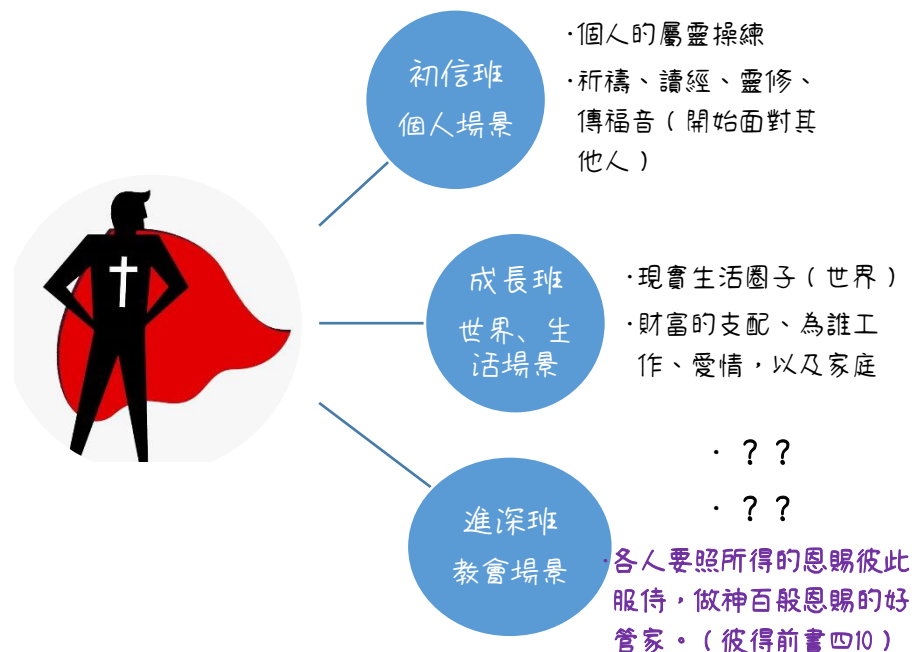 初信班
個人場景
·個人的屬靈操練
·祈禱、讀經、靈修、
傳福音(開始面對其
他人)
成長班
世界、生
活場景
·現實生活圈子(世界)
·財富的支配、為誰工
作、愛情,以及家庭
進深班
教會場景
·??
·??
·各人要照所得的恩賜彼此
服侍,做神百般恩賜的好
管家。(彼得前書四10)